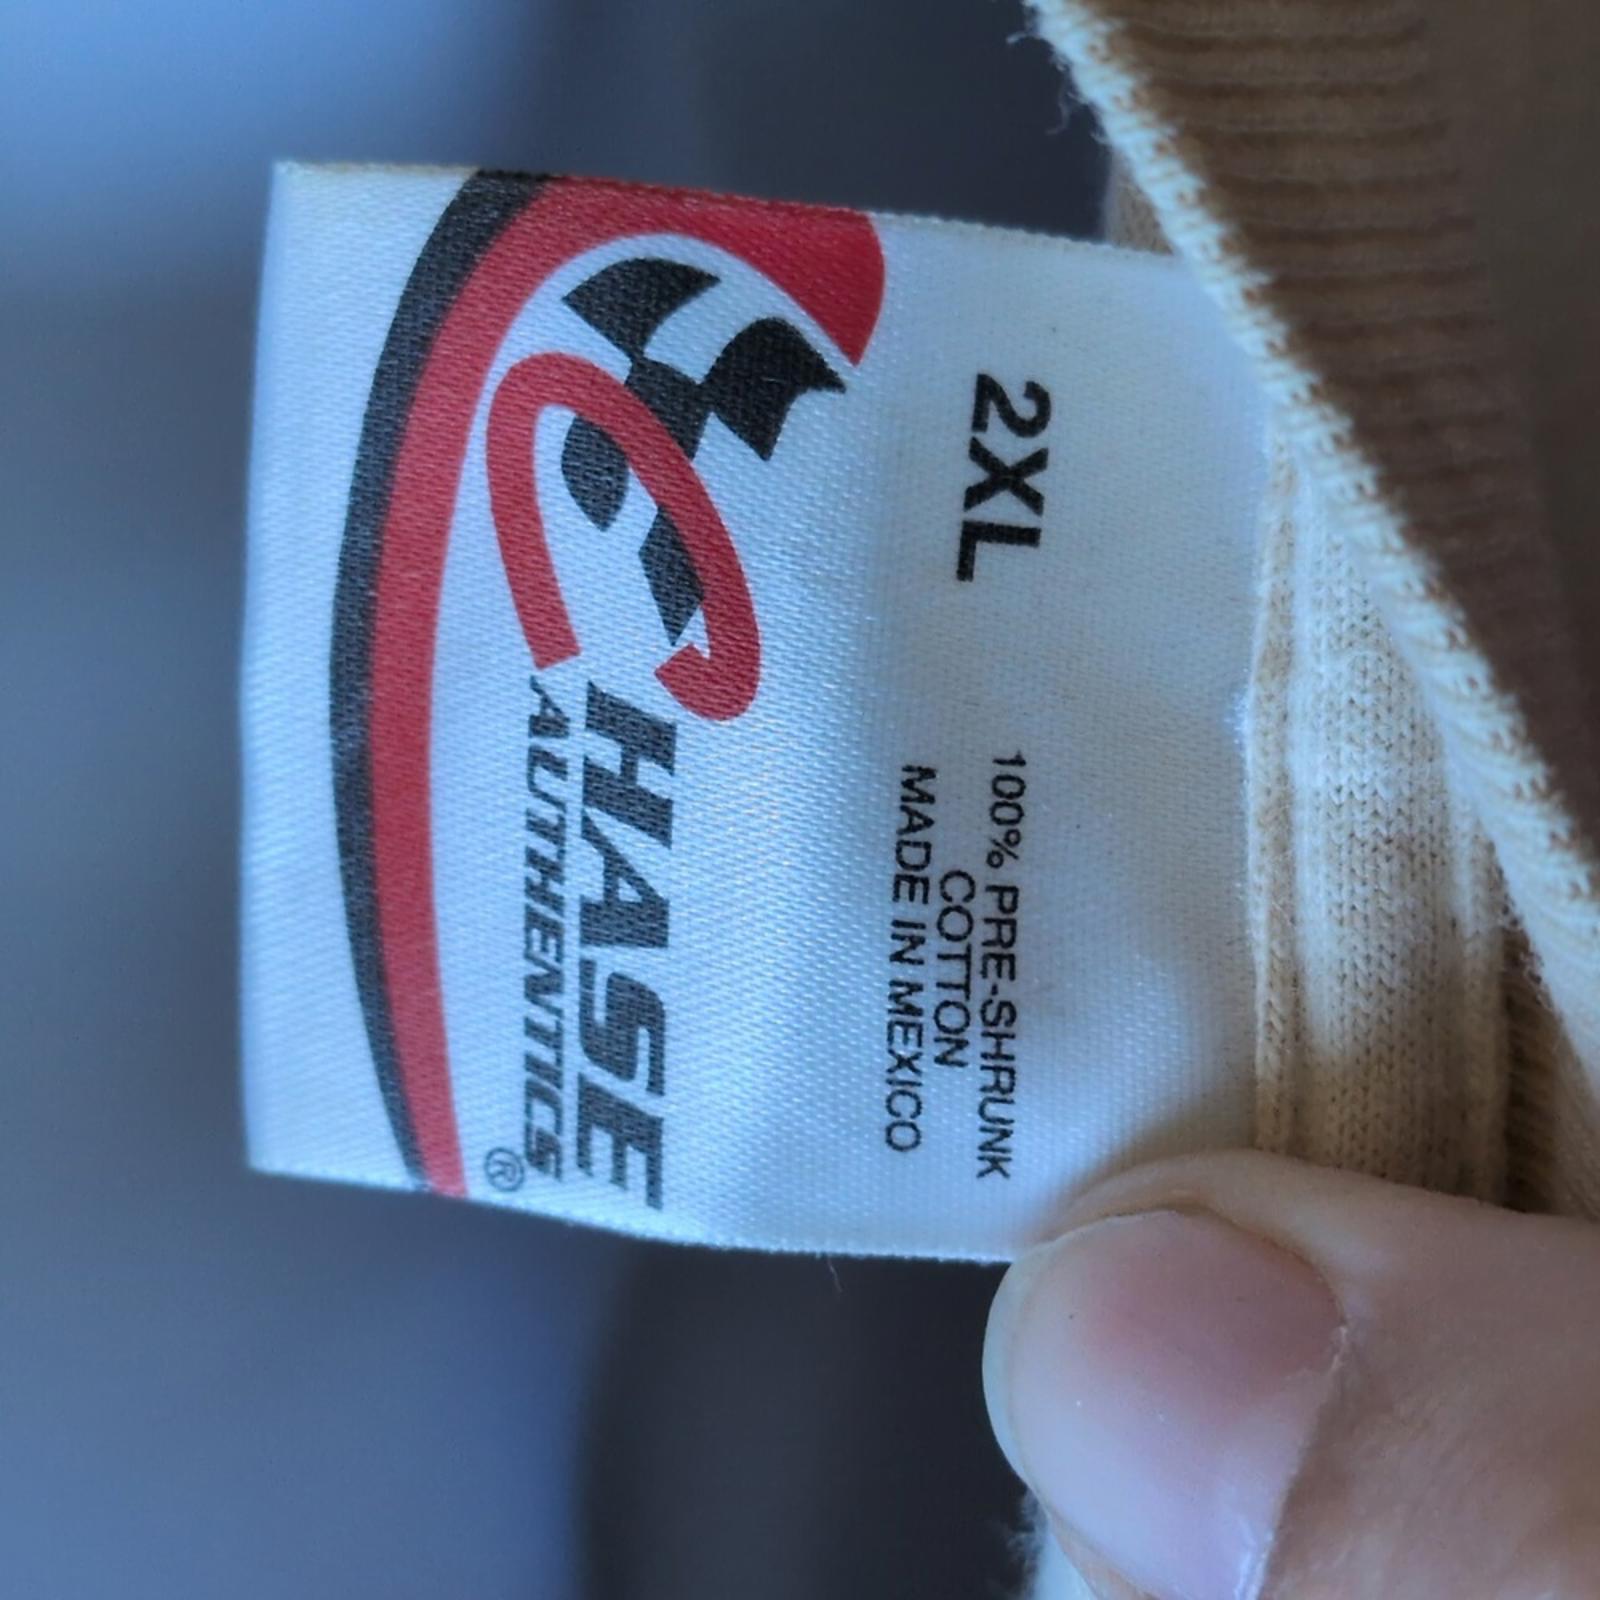 2XL
100% PRE-SHRUNK
COTTON
MADE IN MEXICO
CHASE
AUTHENTICS®